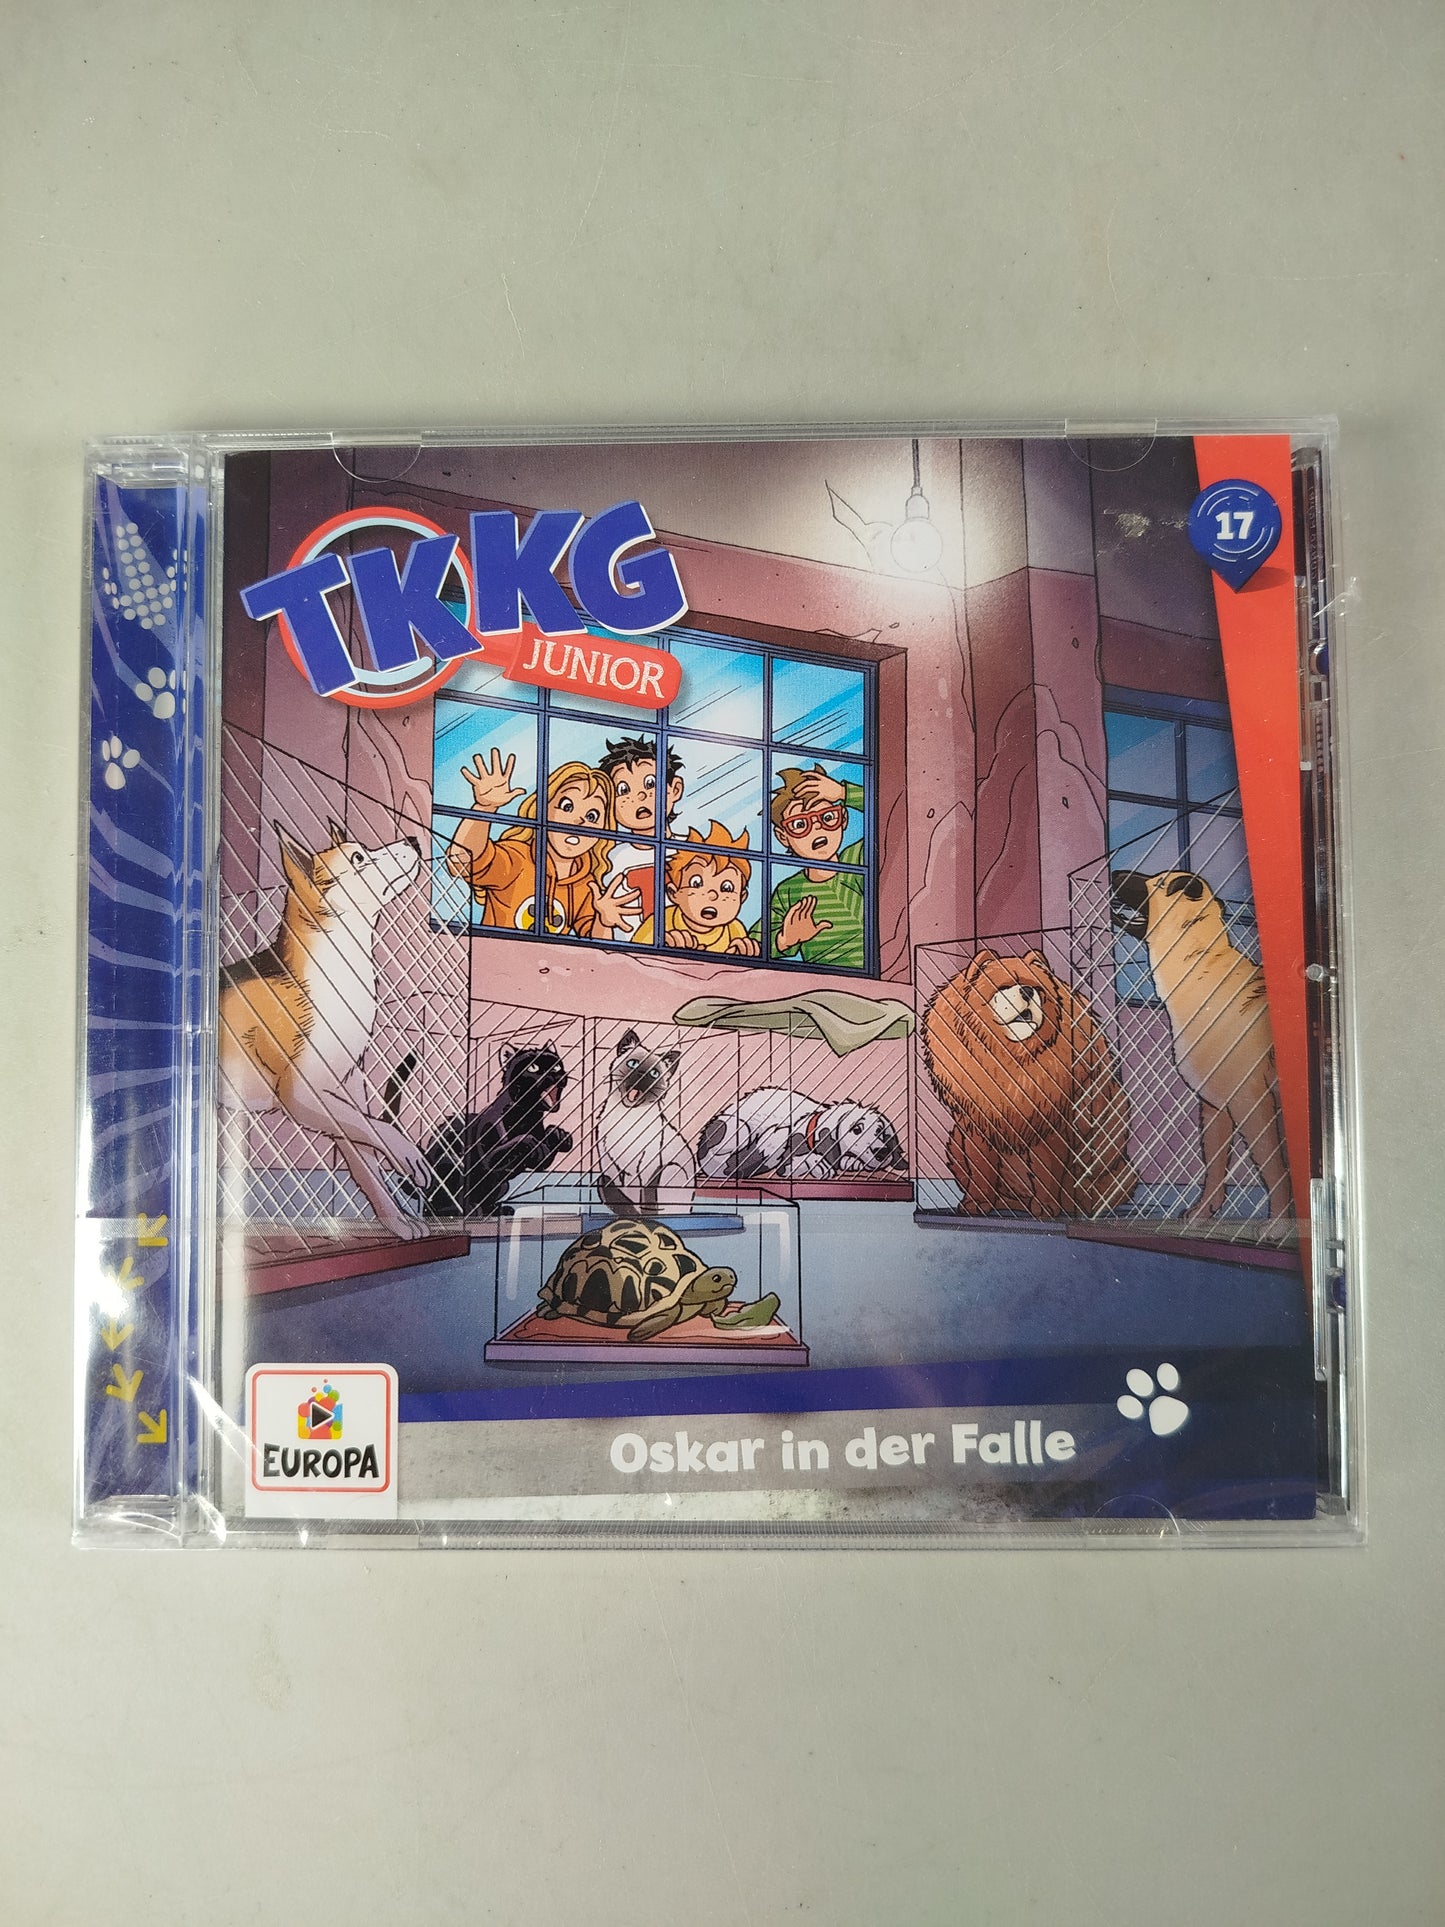 TKKG
JUNIOR
17
EUROPA
Oskar in der Falle